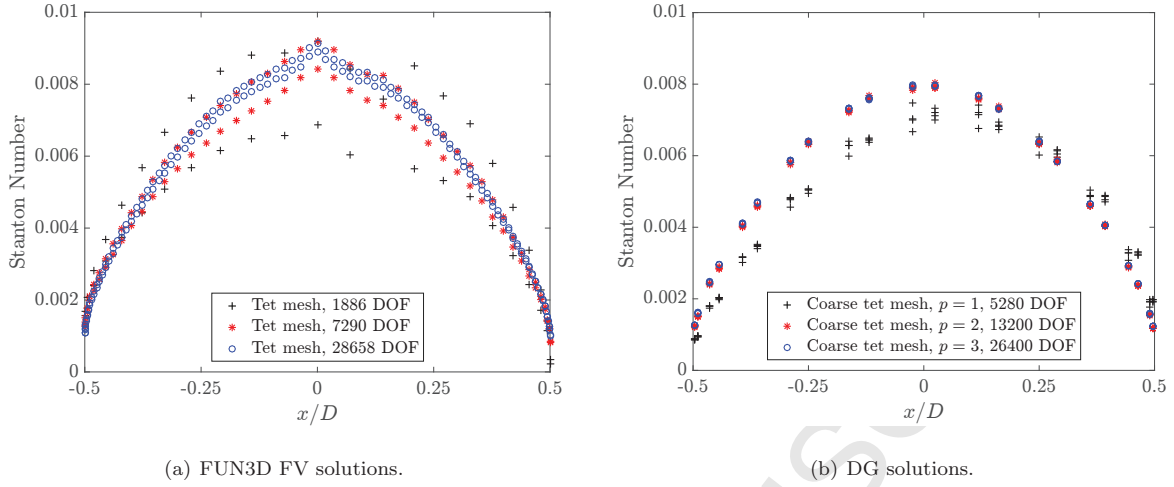 0.01
0.008
0.006
0.004
0.002
0
Stanton Number
Tet mesh, 1886 DOF
Tet mesh, 7290 DOF
Tet mesh, 28658 DOF
-0.5 -0.25 0 0.25 0.5
x/D
(a) FUN3D FV solutions.
0.01
0.008
0.006
0.004
0.002
0
Stanton Number
Coarse tet mesh, p = 1, 5280 DOF
Coarse tet mesh, p = 2, 13200 DOF
Coarse tet mesh, p = 3, 26400 DOF
-0.5 -0.25 0 0.25 0.5
x/D
(b) DG solutions.